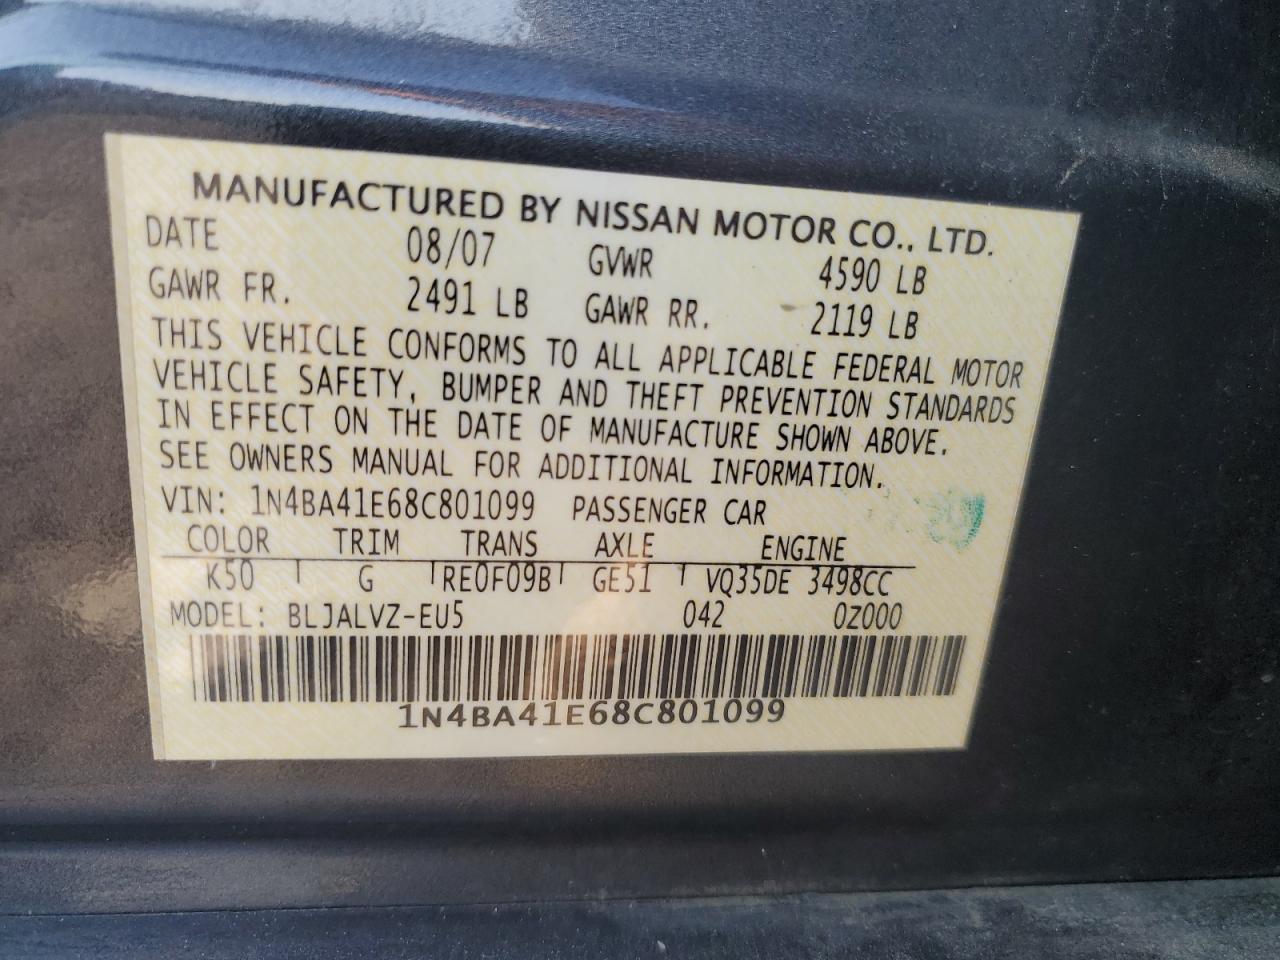 MANUFACTURED BY NISSAN MOTOR CO., LTD.
DATE 08/07 GVWR 4590 LB
GAWR FR. 2491 LB GAWR RR. 2119 LB
THIS VEHICLE CONFORMS TO ALL APPLICABLE FEDERAL MOTOR
VEHICLE SAFETY, BUMPER AND THEFT PREVENTION STANDARDS
IN EFFECT ON THE DATE OF MANUFACTURE SHOWN ABOVE.
SEE OWNERS MANUAL FOR ADDITIONAL INFORMATION.
VIN: 1N4BA41E68C801099 PASSENGER CAR
COLOR TRIM TRANS AXLE ENGINE
K50 G RE0F09B GE51 VQ35DE 3498CC
MODEL: BLJALVZ-EU5 042 0Z000
1N4BA41E68C801099